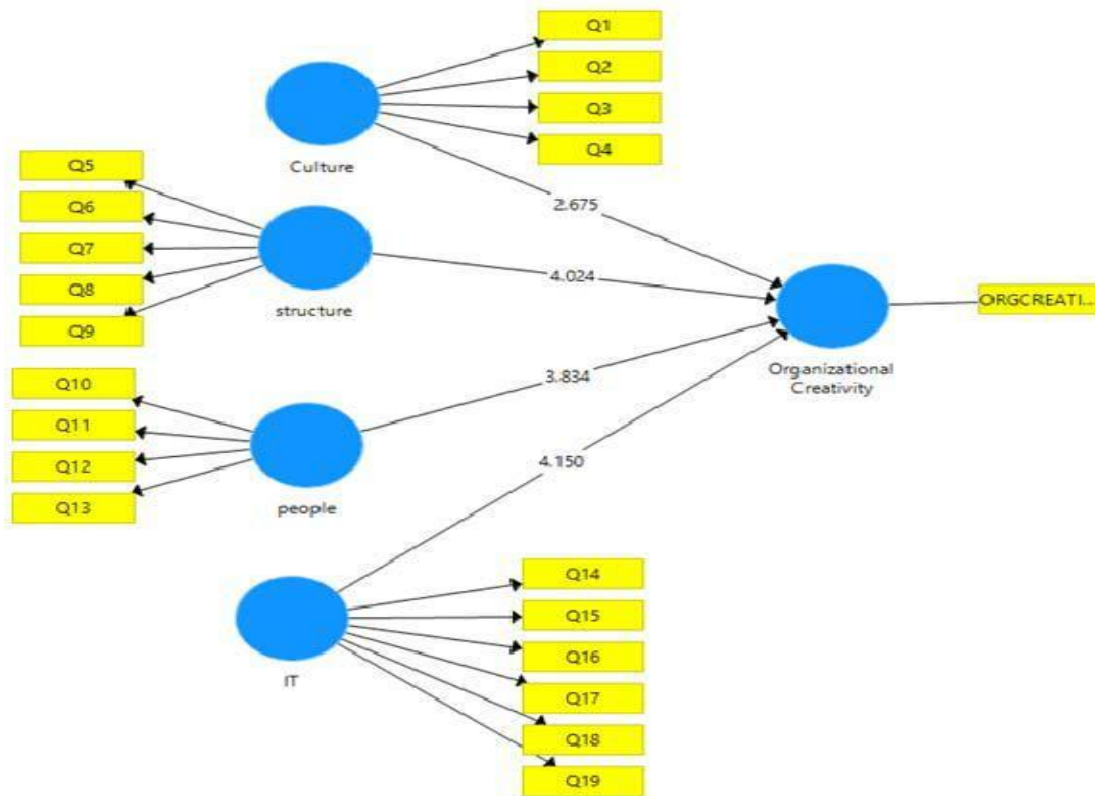 Q1
Q2
Q3
Q4
Culture
2.675
Q5
Q6
Q7
Q8
Q9
structure
4.024
ORGCREATI...
Organizational
Creativity
3.834
Q10
Q11
Q12
Q13
people
4.150
Q14
Q15
Q16
Q17
Q18
Q19
IT